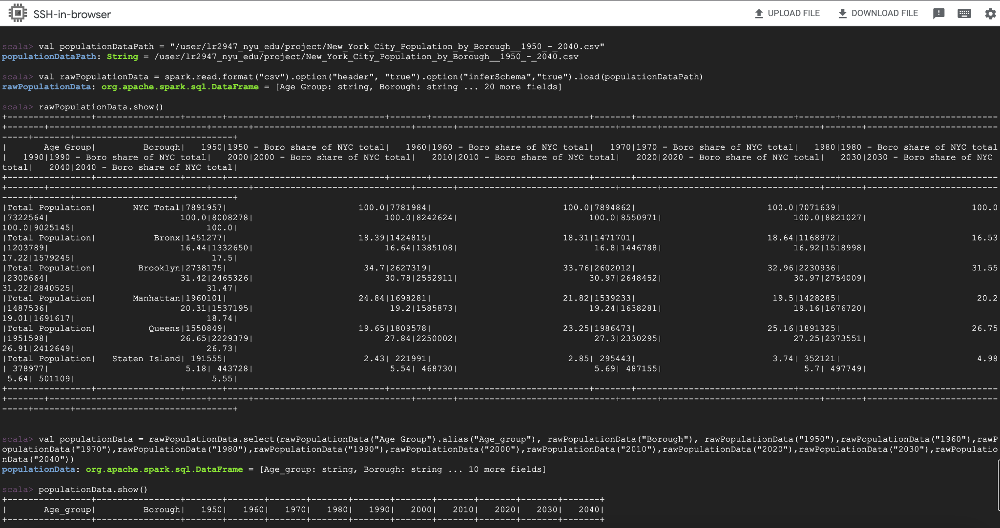 SSH-in-browser
UPLOAD FILE
DOWNLOAD FILE
scala> val populationDataPath = "/user/lr2947_nyu_edu/project/New_York_City_Population_by_Borough__1950_-_2040.csv"
populationDataPath: String = /user/lr2947_nyu_edu/project/New_York_City_Population_by_Borough__1950_-_2040.csv
scala> val rawPopulationData = spark.read.format("csv").option("header", "true").option("inferSchema","true").load(populationDataPath)
rawPopulationData: org.apache.spark.sql.DataFrame = [Age Group: string, Borough: string ... 20 more fields]
scala> rawPopulationData.show()
+----------------+----------------+-------+------------------------------+-------+------------------------------+-------+------------------------------+-------+------------------------------
+-------+------------------------------+-------+------------------------------+-------+------------------------------+-------+------------------------------+-------+-------------------------
-----+-------+------------------------------+
|       Age Group|         Borough|   1950|1950 - Boro share of NYC total|   1960|1960 - Boro share of NYC total|   1970|1970 - Boro share of NYC total|   1980|1980 - Boro share of NYC total
|   1990|1990 - Boro share of NYC total|   2000|2000 - Boro share of NYC total|   2010|2010 - Boro share of NYC total|   2020|2020 - Boro share of NYC total|   2030|2030 - Boro share of NYC
total|   2040|2040 - Boro share of NYC total|
+----------------+----------------+-------+------------------------------+-------+------------------------------+-------+------------------------------+-------+------------------------------
+-------+------------------------------+-------+------------------------------+-------+------------------------------+-------+------------------------------+-------+-------------------------
-----+-------+------------------------------+
|Total Population|       NYC Total|7891957|                         100.0|7781984|                         100.0|7894862|                         100.0|7071639|                         100.0
|7322564|                         100.0|8008278|                         100.0|8242624|                         100.0|8550971|                         100.0|8821027|
100.0|9025145|                         100.0|
|Total Population|           Bronx|1451277|                         18.39|1424815|                         18.31|1471701|                         18.64|1168972|                         16.53
|1203789|                         16.44|1332650|                         16.64|1385108|                          16.8|1446788|                         16.92|1518998|
17.22|1579245|                          17.5|
|Total Population|        Brooklyn|2738175|                          34.7|2627319|                         33.76|2602012|                         32.96|2230936|                         31.55
|2300664|                         31.42|2465326|                         30.78|2552911|                         30.97|2648452|                         30.97|2754009|
31.22|2840525|                         31.47|
|Total Population|       Manhattan|1960101|                         24.84|1698281|                         21.82|1539233|                          19.5|1428285|                          20.2
|1487536|                         20.31|1537195|                          19.2|1585873|                         19.24|1638281|                         19.16|1676720|
19.01|1691617|                         18.74|
|Total Population|          Queens|1550849|                         19.65|1809578|                         23.25|1986473|                         25.16|1891325|                         26.75
|1951598|                         26.65|2229379|                         27.84|2250002|                          27.3|2330295|                         27.25|2373551|
26.91|2412649|                         26.73|
|Total Population|   Staten Island| 191555|                          2.43| 221991|                          2.85| 295443|                          3.74| 352121|                          4.98
| 378977|                          5.18| 443728|                          5.54| 468730|                          5.69| 487155|                           5.7| 497749|
 5.64| 501109|                          5.55|
+----------------+----------------+-------+------------------------------+-------+------------------------------+-------+------------------------------+-------+------------------------------
+-------+------------------------------+-------+------------------------------+-------+------------------------------+-------+------------------------------+-------+-------------------------
-----+-------+------------------------------+
scala> val populationData = rawPopulationData.select(rawPopulationData("Age Group").alias("Age_group"), rawPopulationData("Borough"), rawPopulationData("1950"),rawPopulationData("1960"),rawP
opulationData("1970"),rawPopulationData("1980"),rawPopulationData("1990"),rawPopulationData("2000"),rawPopulationData("2010"),rawPopulationData("2020"),rawPopulationData("2030"),rawPopulatio
nData("2040"))
populationData: org.apache.spark.sql.DataFrame = [Age_group: string, Borough: string ... 10 more fields]
scala> populationData.show()
+----------------+----------------+-------+-------+-------+-------+-------+-------+-------+-------+-------+-------+
|       Age_group|         Borough|   1950|   1960|   1970|   1980|   1990|   2000|   2010|   2020|   2030|   2040|
+----------------+----------------+-------+-------+-------+-------+-------+-------+-------+-------+-------+-------+